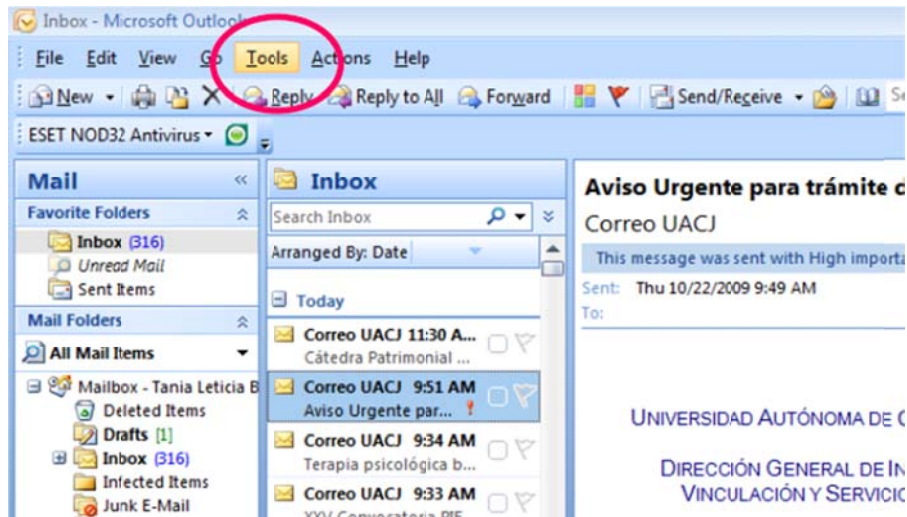 Inbox - Microsoft Outlook
File Edit View Go Tools Actions Help
New Reply Reply to All Forward Send/Receive
ESET NOD32 Antivirus
Mail
Favorite Folders
Inbox (316)
Unread Mail
Sent Items
Mail Folders
All Mail Items
Mailbox - Tania Leticia B
Deleted Items
Drafts [1]
Inbox (316)
Infected Items
Junk E-Mail
Inbox
Search Inbox
Arranged By: Date
Today
Correo UACJ 11:30 A...
Cátedra Patrimonial ...
Correo UACJ 9:51 AM
Aviso Urgente par...
Correo UACJ 9:34 AM
Terapia psicológica b...
Correo UACJ 9:33 AM
XXV Convocatoria PIF
Aviso Urgente para trámite d
Correo UACJ
This message was sent with High importa
Sent: Thu 10/22/2009 9:49 AM
To:
UNIVERSIDAD AUTÓNOMA DE C
DIRECCIÓN GENERAL DE IN
VINCULACIÓN Y SERVICIO